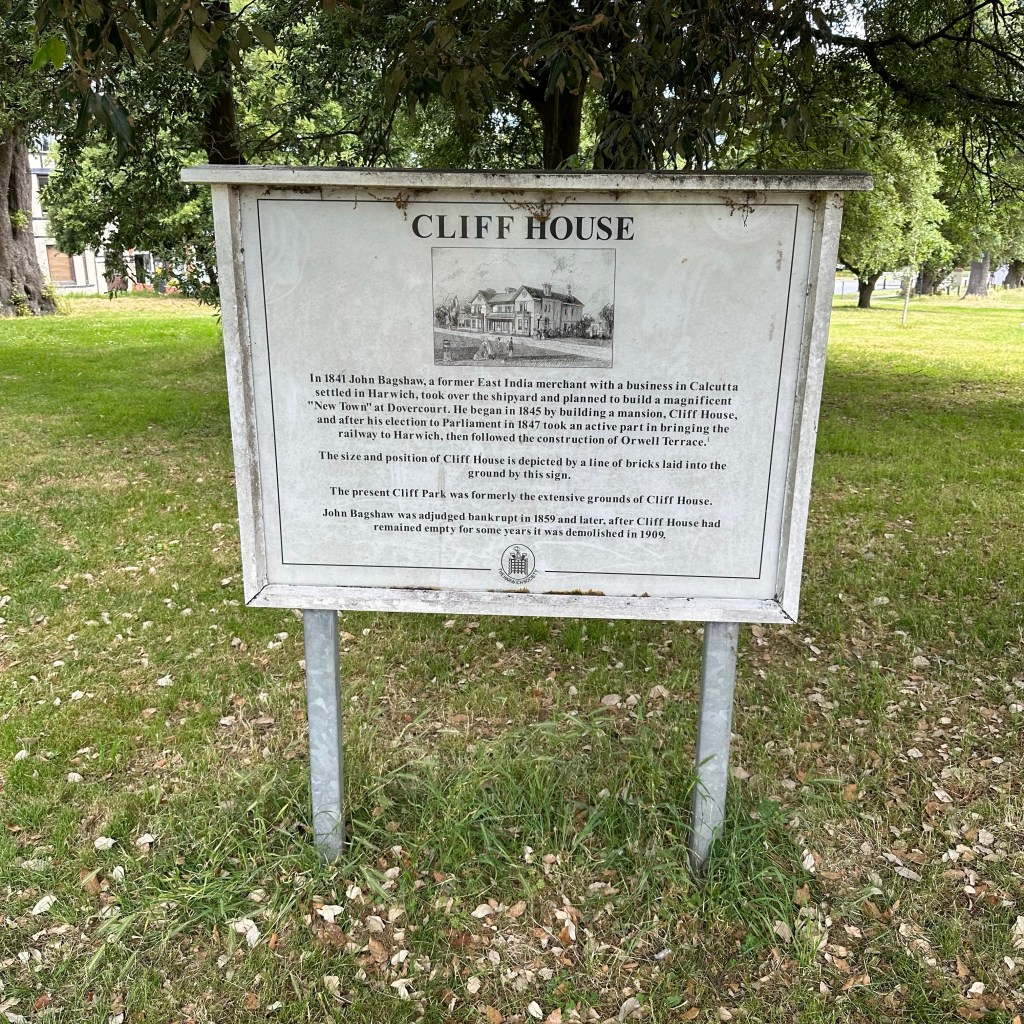 CLIFF HOUSE
In 1841 John Bagshaw, a former East India merchant with a business in Calcutta
settled in Harwich, took over the shipyard and planned to build a magnificent
"New Town" at Dovercourt. He began in 1845 by building a mansion, Cliff House,
and after his election to Parliament in 1847 took an active part in bringing the
railway to Harwich, then followed the construction of Orwell Terrace.
The size and position of Cliff House is depicted by a line of bricks laid into the
ground by this sign.
The present Cliff Park was formerly the extensive grounds of Cliff House.
John Bagshaw was adjudged bankrupt in 1859 and later, after Cliff House had
remained empty for some years it was demolished in 1909.
THE HARWICH SOCIETY